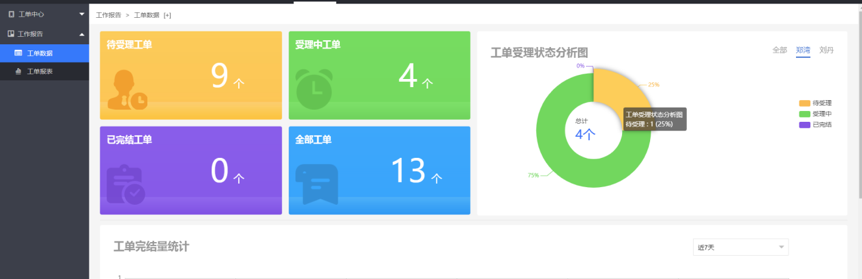 工单中心
工作报告
工单数据
工单报表
工作报告 > 工单数据 [+]
待受理工单
9 个
受理中工单
4 个
已完结工单
0 个
全部工单
13 个
工单受理状态分析图
全部 郑湾 刘丹
0%
25%
75%
总计
4个
工单受理状态分析图
待受理 : 1 (25%)
待受理
受理中
已完结
工单完结量统计
近7天
1